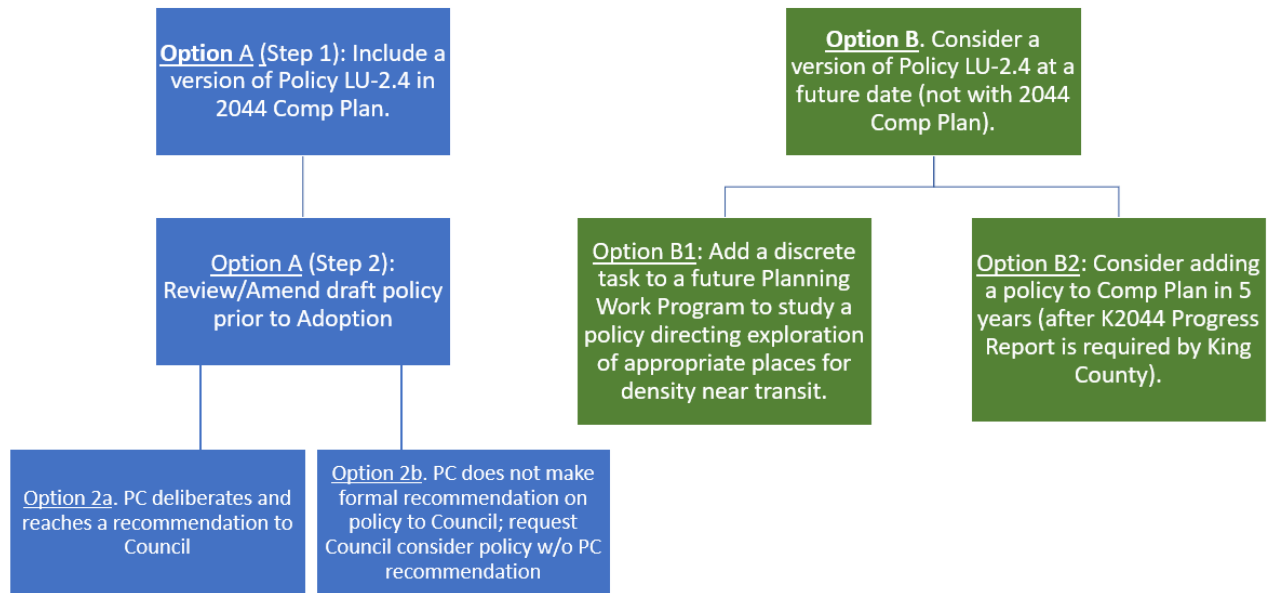 Option A (Step 1): Include a
version of Policy LU-2.4 in
2044 Comp Plan.
Option A (Step 2):
Review/Amend draft policy
prior to Adoption
Option 2a. PC deliberates and
reaches a recommendation to
Council
Option 2b. PC does not make
formal recommendation on
policy to Council; request
Council consider policy w/o PC
recommendation
Option B. Consider a
version of Policy LU-2.4 at a
future date (not with 2044
Comp Plan).
Option B1: Add a discrete
task to a future Planning
Work Program to study a
policy directing exploration
of appropriate places for
density near transit.
Option B2: Consider adding
a policy to Comp Plan in 5
years (after K2044 Progress
Report is required by King
County).